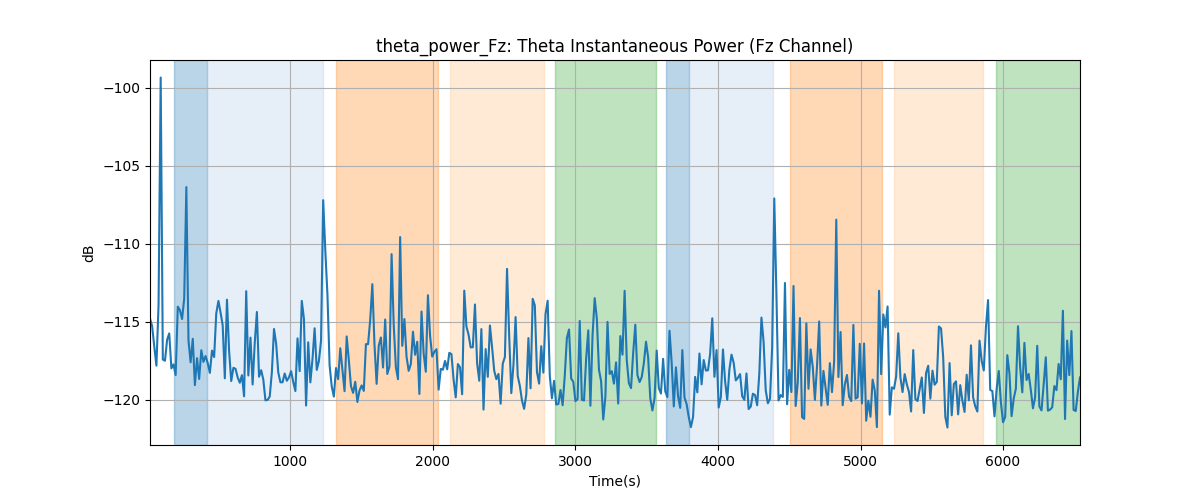 theta_power_Fz: Theta Instantaneous Power (Fz Channel)
dB
−100
−105
−110
−115
−120
1000 2000 3000 4000 5000 6000
Time(s)